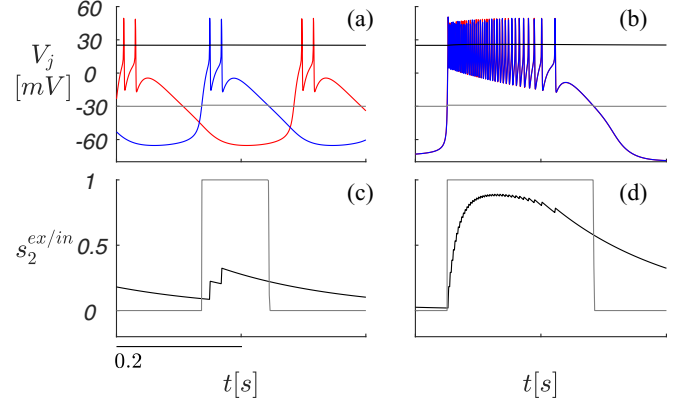 60
(a)
(b)
30
V_j
0
[mV]
-30
-60
1
(c)
(d)
s_2^{ex/in}
0.5
0
0.2
t[s]
t[s]